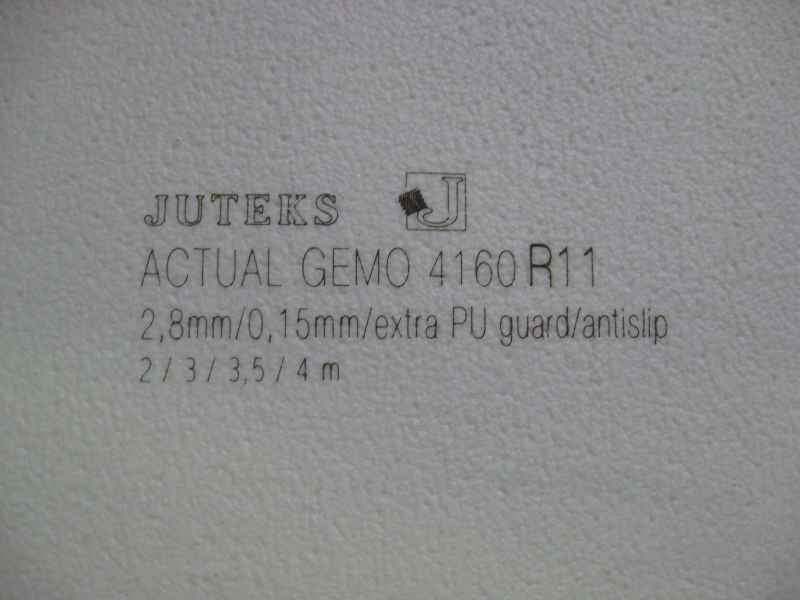 JUTEKS J
ACTUAL GEMO 4160 R11
2,8mm/0,15mm/extra PU guard/antislip
2 / 3 / 3,5 / 4 m